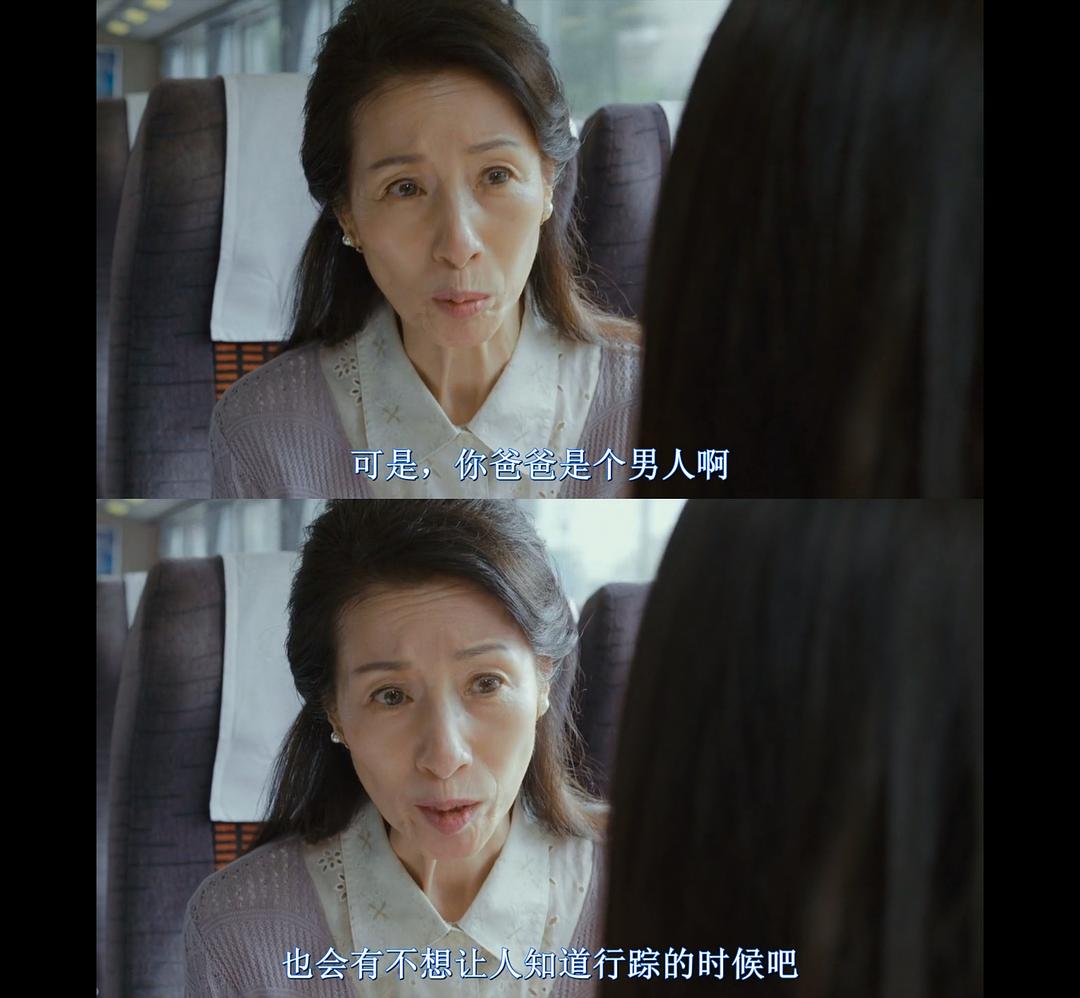 可是，你爸爸是个男人啊
也会有不想让人知道行踪的时候吧